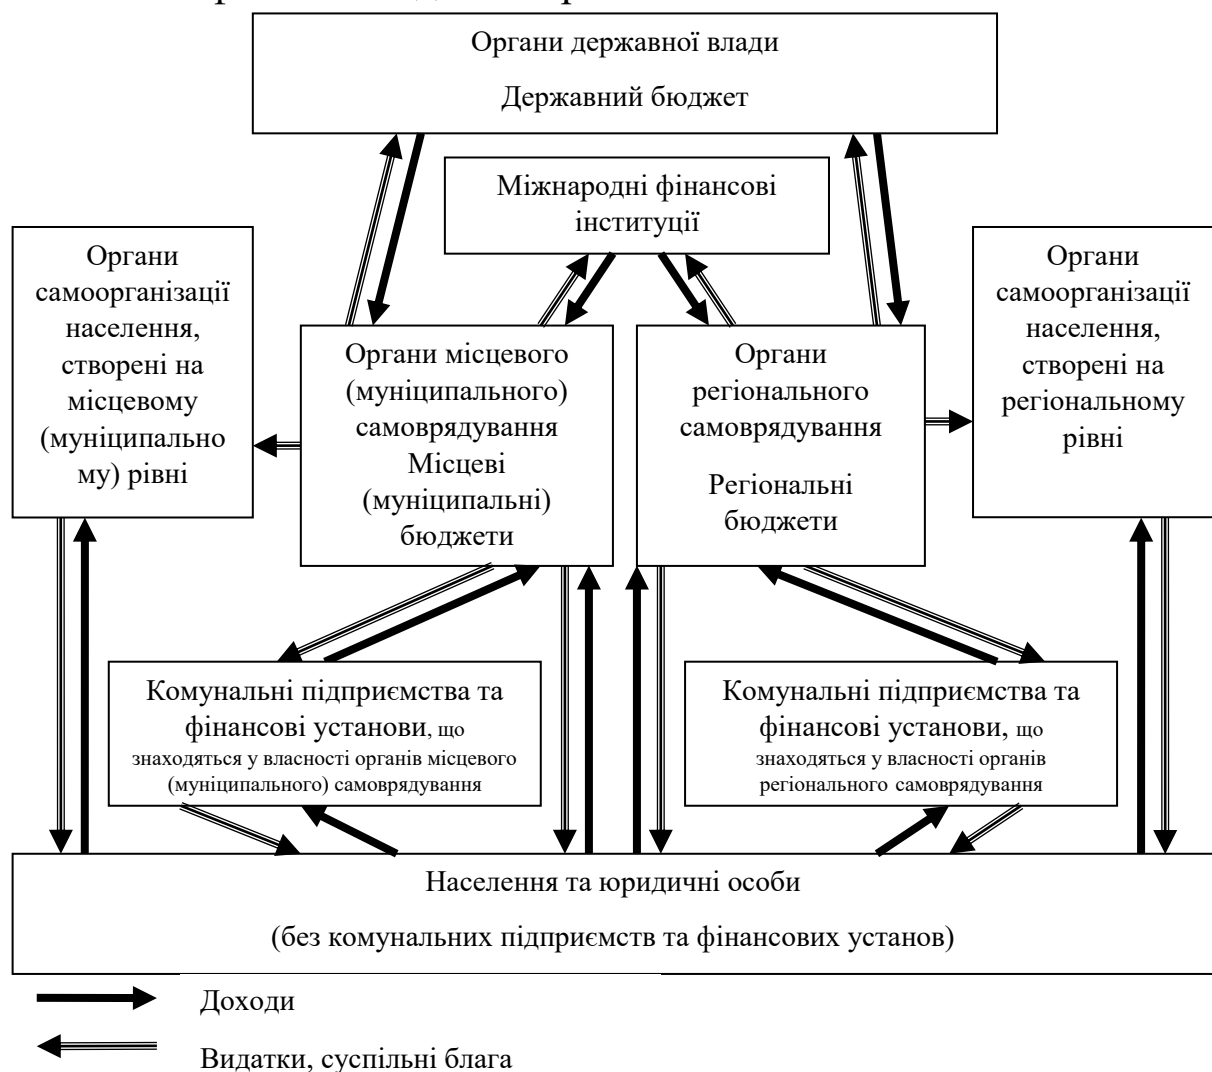 Органи державної влади
Державний бюджет
Міжнародні фінансові
інституції
Органи
самоорганізації
населення,
створені на
місцевому
(муніципально
му) рівні
Органи місцевого
(муніципального)
самоврядування
Місцеві
(муніципальні)
бюджети
Органи
регіонального
самоврядування
Регіональні
бюджети
Органи
самоорганізації
населення,
створені на
регіональному
рівні
Комунальні підприємства та
фінансові установи, що
знаходяться у власності органів місцевого
(муніципального) самоврядування
Комунальні підприємства та
фінансові установи, що
знаходяться у власності органів
регіонального самоврядування
Населення та юридичні особи
(без комунальних підприємств та фінансових установ)
Доходи
Видатки, суспільні блага